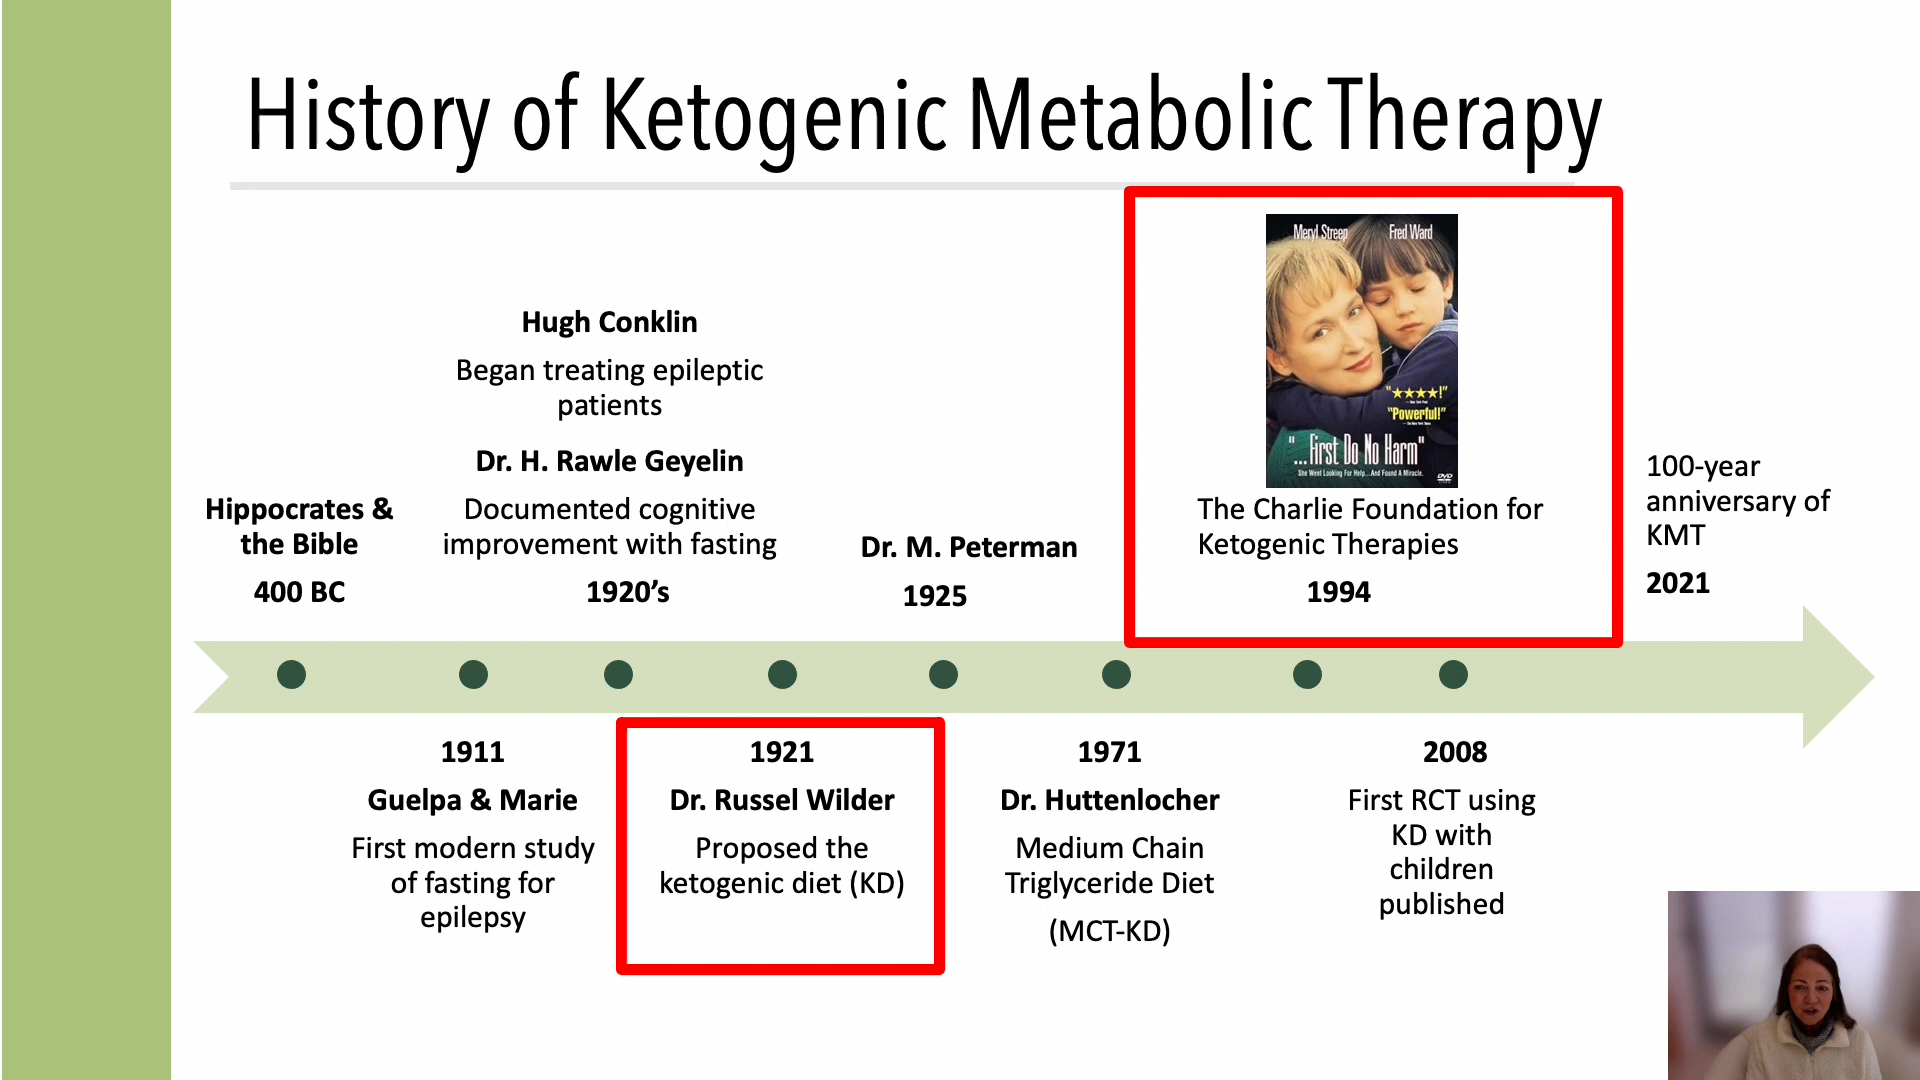 History of Ketogenic Metabolic Therapy
Hippocrates &
the Bible
400 BC
Hugh Conklin
Began treating epileptic
patients
Dr. H. Rawle Geyelin
Documented cognitive
improvement with fasting
1920’s
Dr. M. Peterman
1925
Meryl Streep Fred Ward
"★★★★!"
"Powerful!"
"...First Do No Harm"
She Went Looking For Help...And Found A Miracle.
DVD
The Charlie Foundation for
Ketogenic Therapies
1994
100-year
anniversary of
KMT
2021
1911
Guelpa & Marie
First modern study
of fasting for
epilepsy
1921
Dr. Russel Wilder
Proposed the
ketogenic diet (KD)
1971
Dr. Huttenlocher
Medium Chain
Triglyceride Diet
(MCT-KD)
2008
First RCT using
KD with
children
published